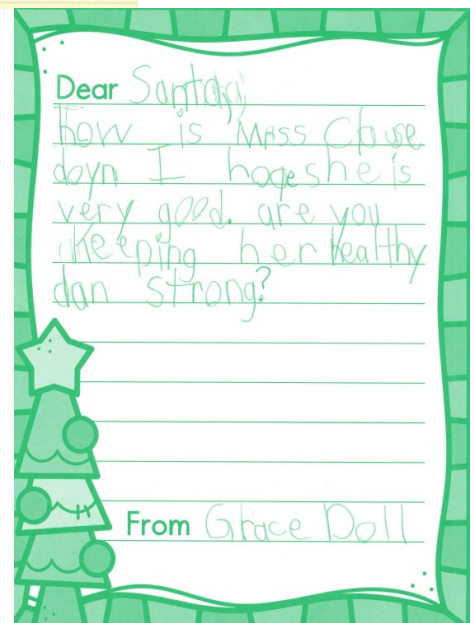 Dear Santa
how is Mrss Clause
doyn I hope she is
very good. are you
keeping her healthy
dan strong?
From Grace Doll